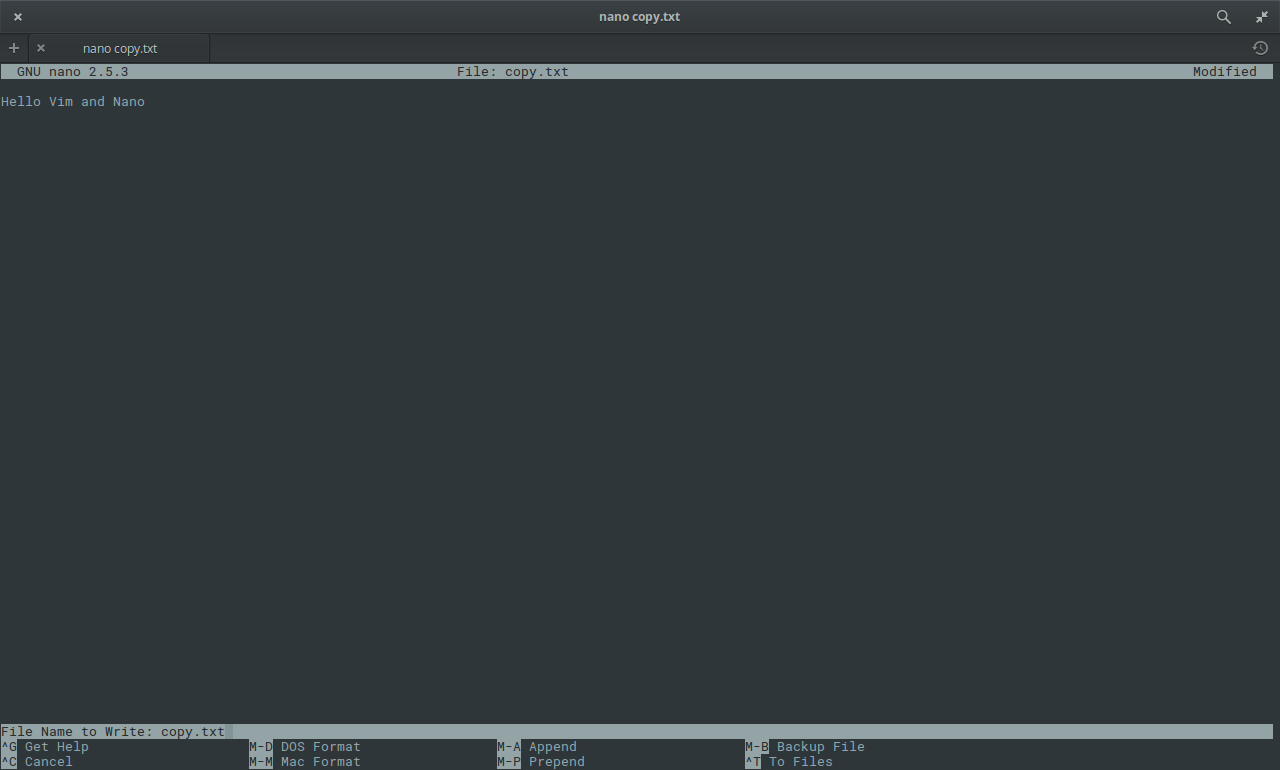 nano copy.txt
nano copy.txt
GNU nano 2.5.3 File: copy.txt Modified
Hello Vim and Nano
File Name to Write: copy.txt
^G Get Help M-D DOS Format M-A Append M-B Backup File
^C Cancel M-M Mac Format M-P Prepend ^T To Files